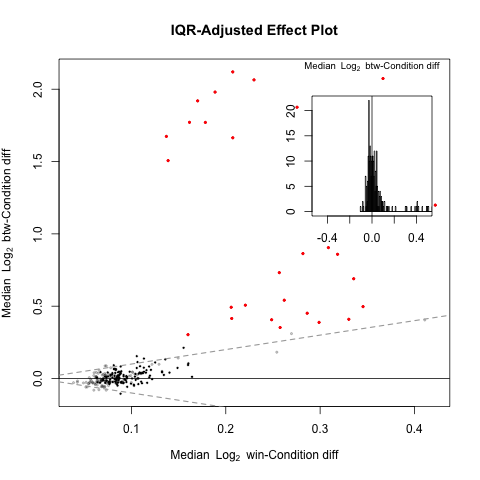 IQR-Adjusted Effect Plot
Median Log2 btw-Condition diff
20
15
10
5
0
-0.4 0.0 0.4
Median Log2 btw-Condition diff
2.0
1.5
1.0
0.5
0.0
0.1 0.2 0.3 0.4
Median Log2 win-Condition diff